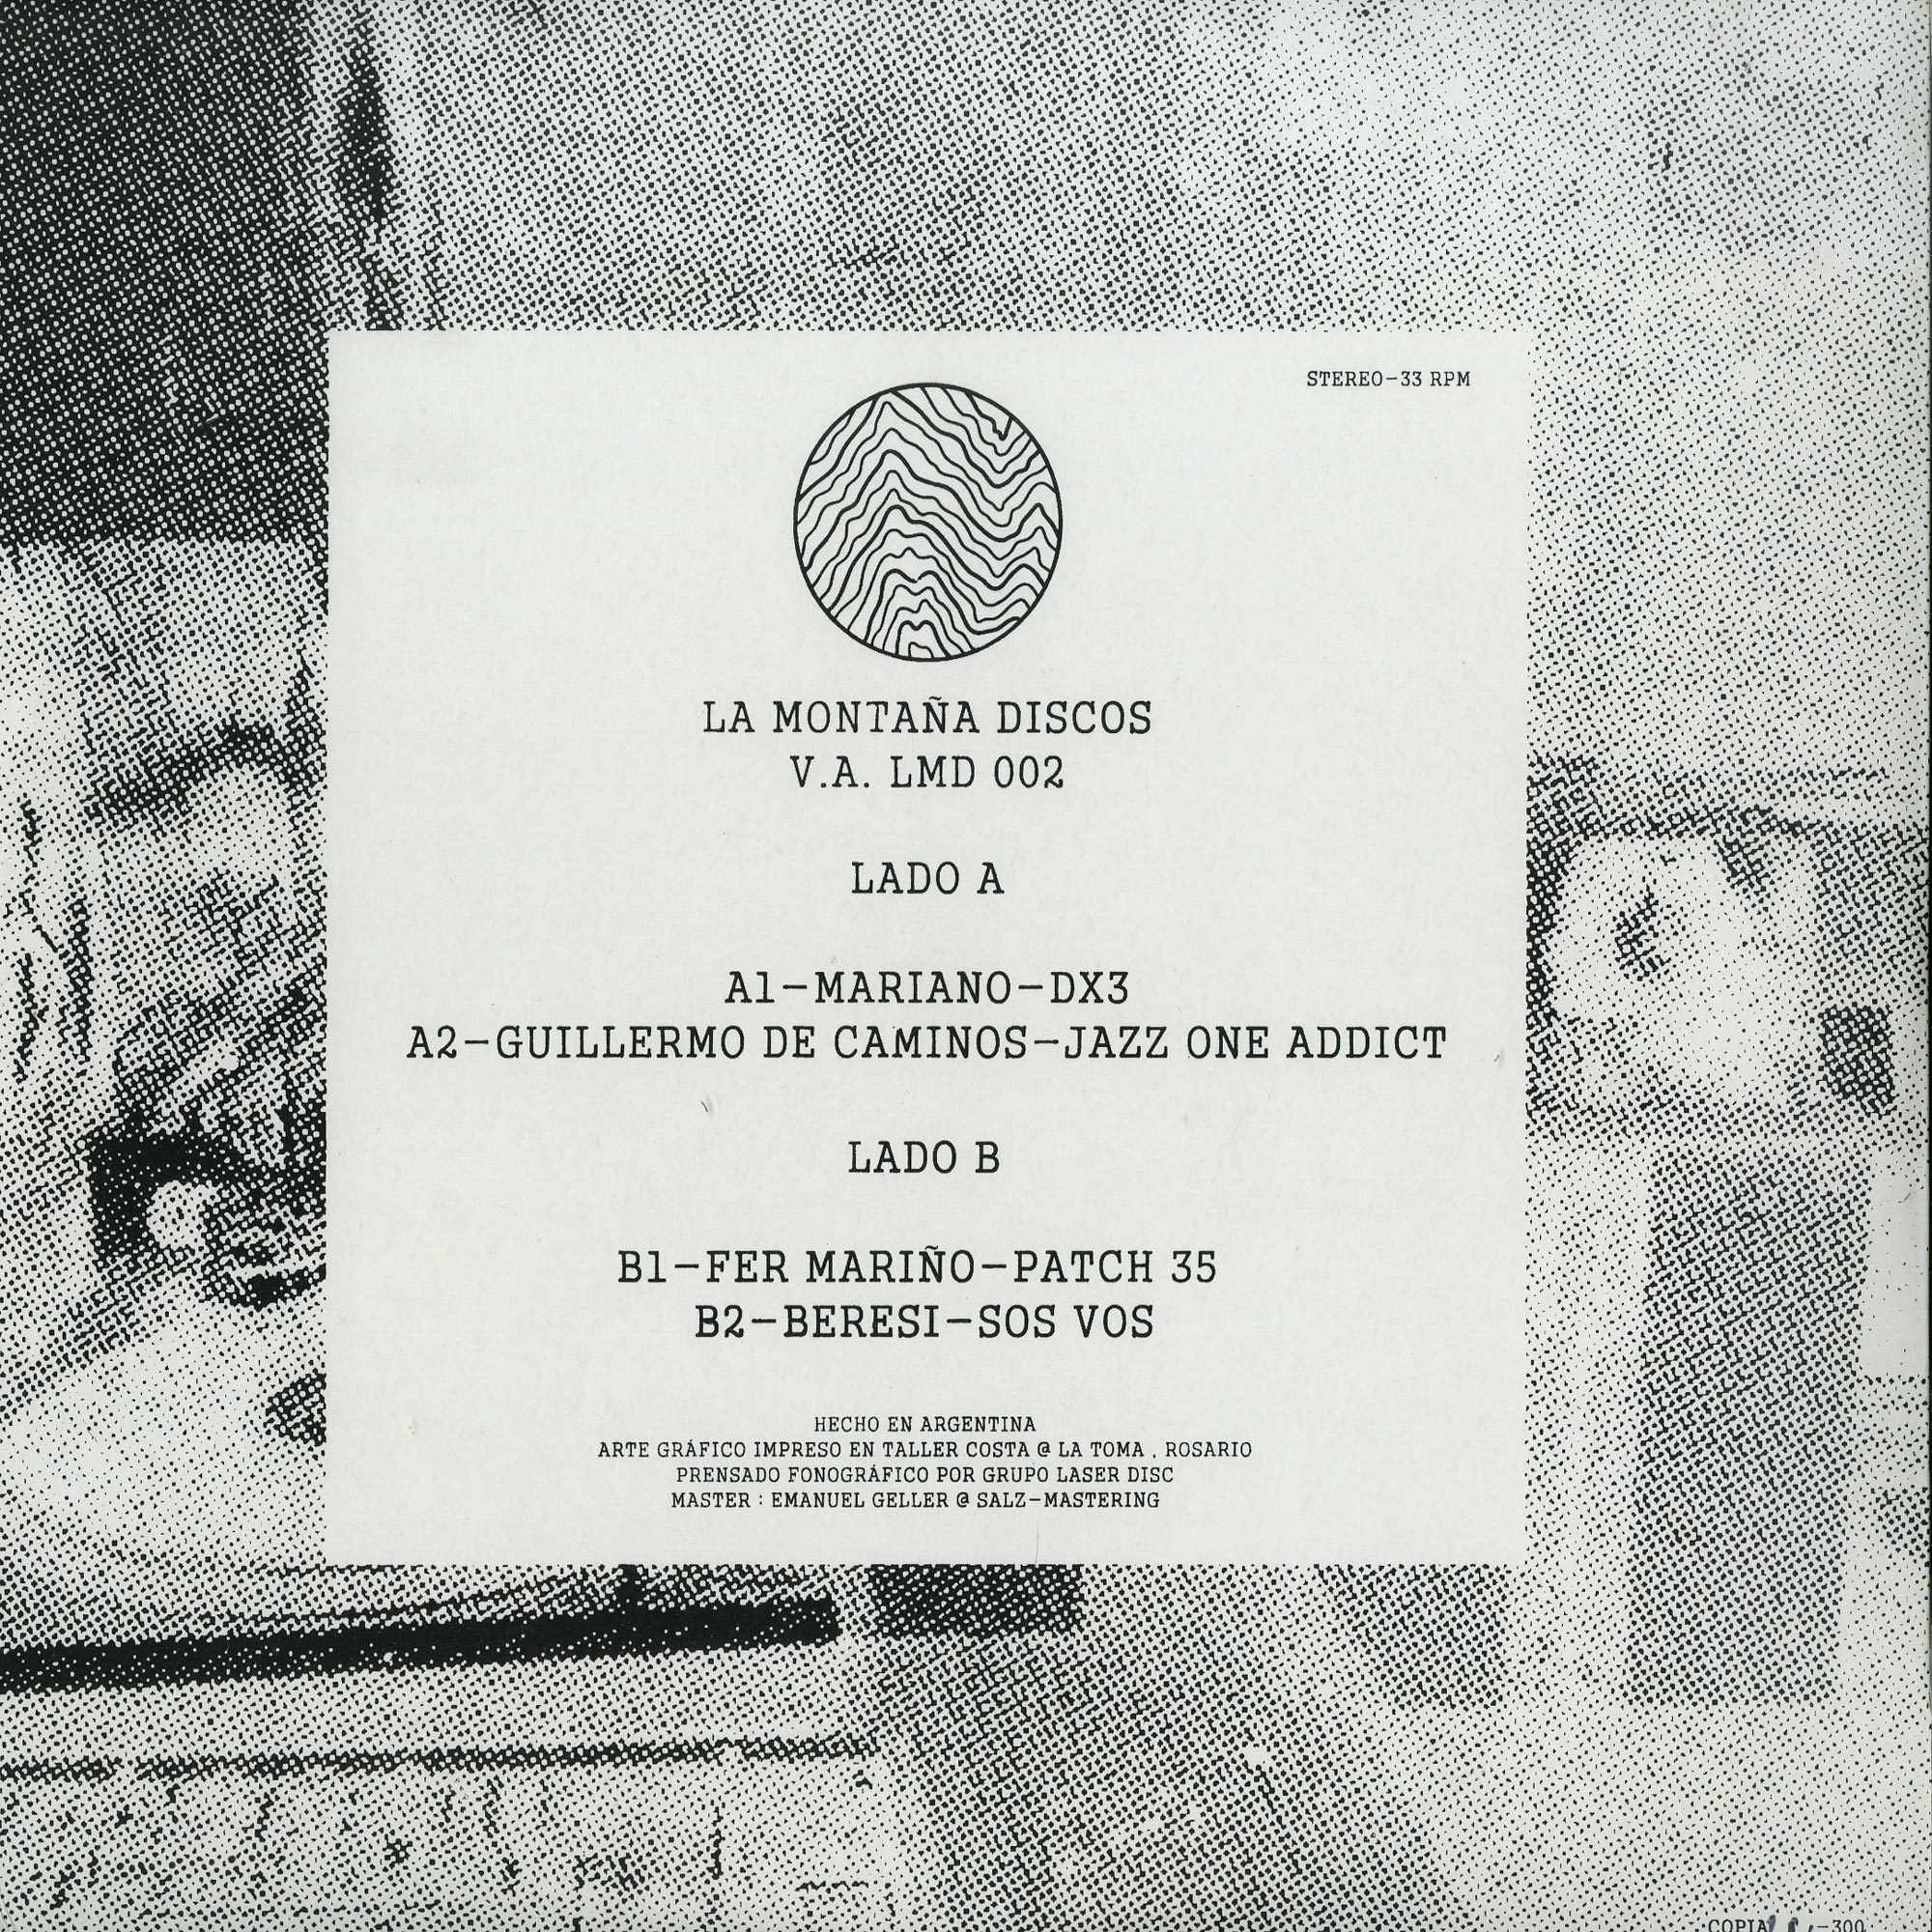 STEREO-33 RPM
LA MONTAÑA DISCOS
V.A. LMD 002
LADO A
A1-MARIANO-DX3
A2-GUILLERMO DE CAMINOS-JAZZ ONE ADDICT
LADO B
B1-FER MARIÑO-PATCH 35
B2-BERESI-SOS VOS
HECHO EN ARGENTINA
ARTE GRÁFICO IMPRESO EN TALLER COSTA @ LA TOMA , ROSARIO
PRENSADO FONOGRÁFICO POR GRUPO LASER DISC
MASTER : EMANUEL GELLER @ SALZ-MASTERING
COPIA -300